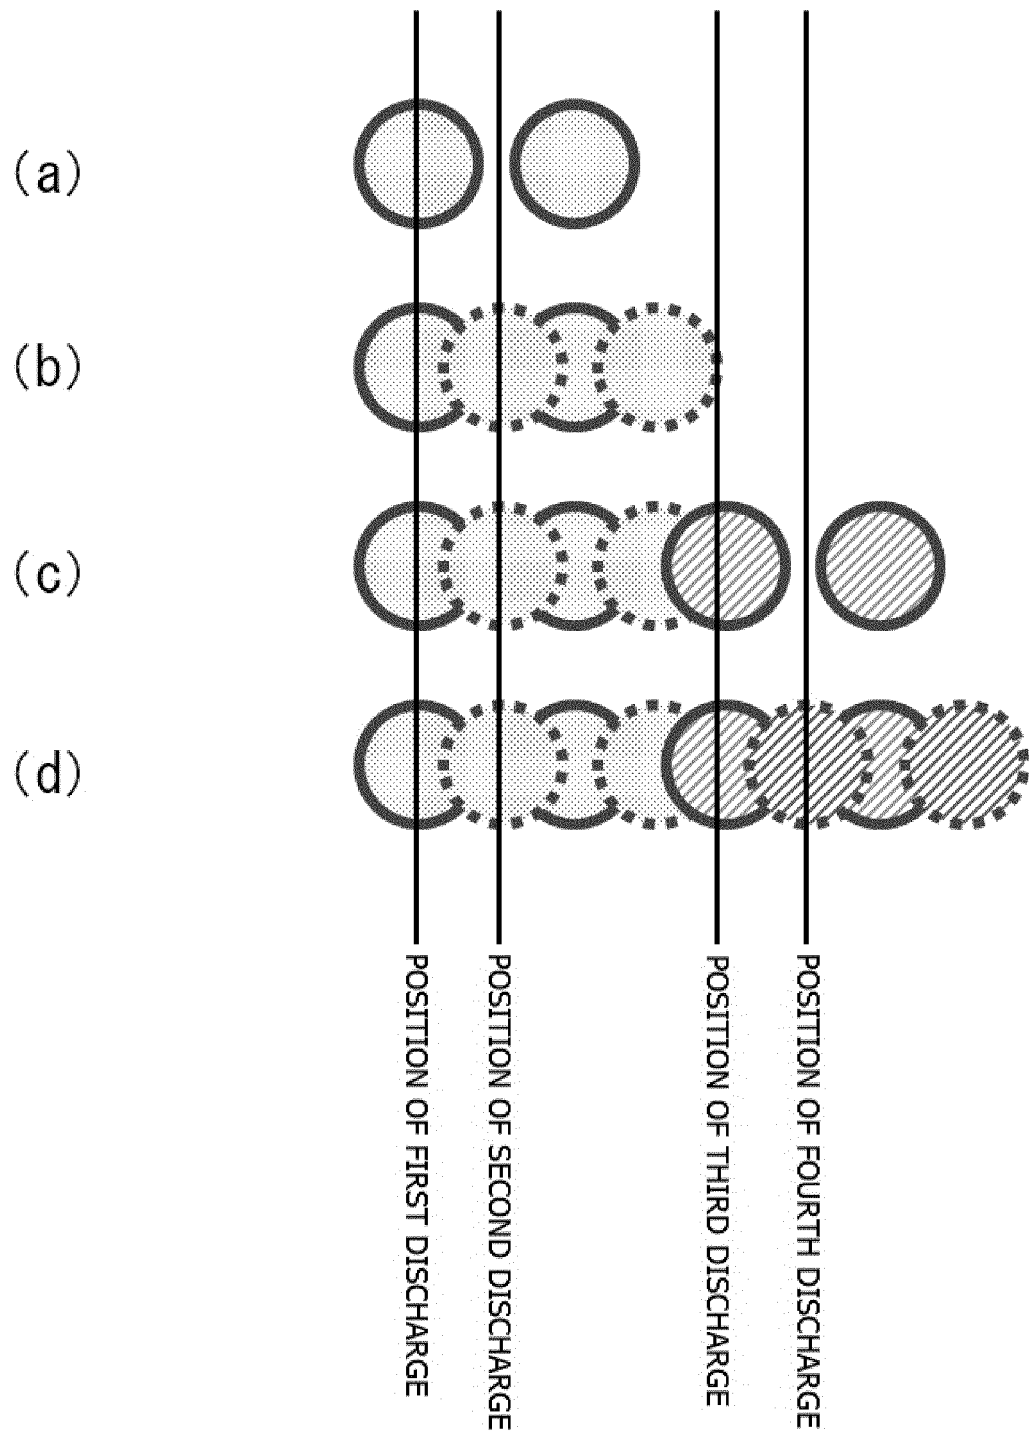 (a)
(b)
(c)
(d)
POSITION OF FIRST DISCHARGE
POSITION OF SECOND DISCHARGE
POSITION OF THIRD DISCHARGE
POSITION OF FOURTH DISCHARGE